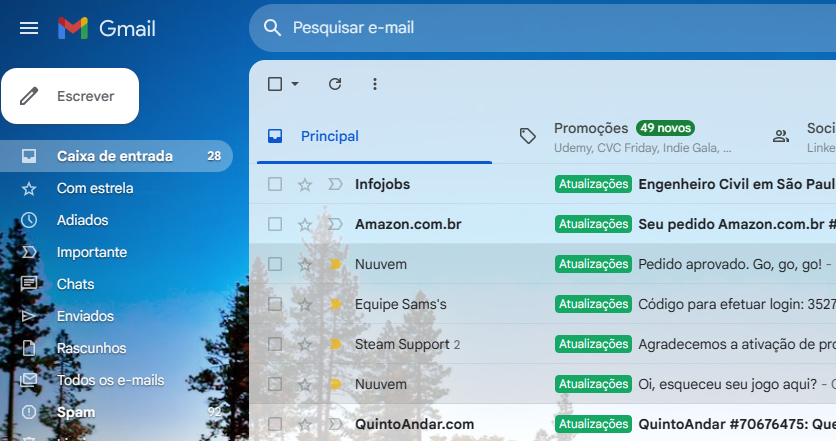 Gmail
Pesquisar e-mail
Escrever
Caixa de entrada 28
Com estrela
Adiados
Importante
Chats
Enviados
Rascunhos
Todos os e-mails
Spam 92
Principal
Promoções 49 novos
Udemy, CVC Friday, Indie Gala, ...
Soci
Linke
Infojobs Atualizações Engenheiro Civil em São Paul
Amazon.com.br Atualizações Seu pedido Amazon.com.br #
Nuuvem Atualizações Pedido aprovado. Go, go, go! -
Equipe Sams's Atualizações Código para efetuar login: 3527
Steam Support 2 Atualizações Agradecemos a ativação de pro
Nuuvem Atualizações Oi, esqueceu seu jogo aqui? - C
QuintoAndar.com Atualizações QuintoAndar #70676475: Qu